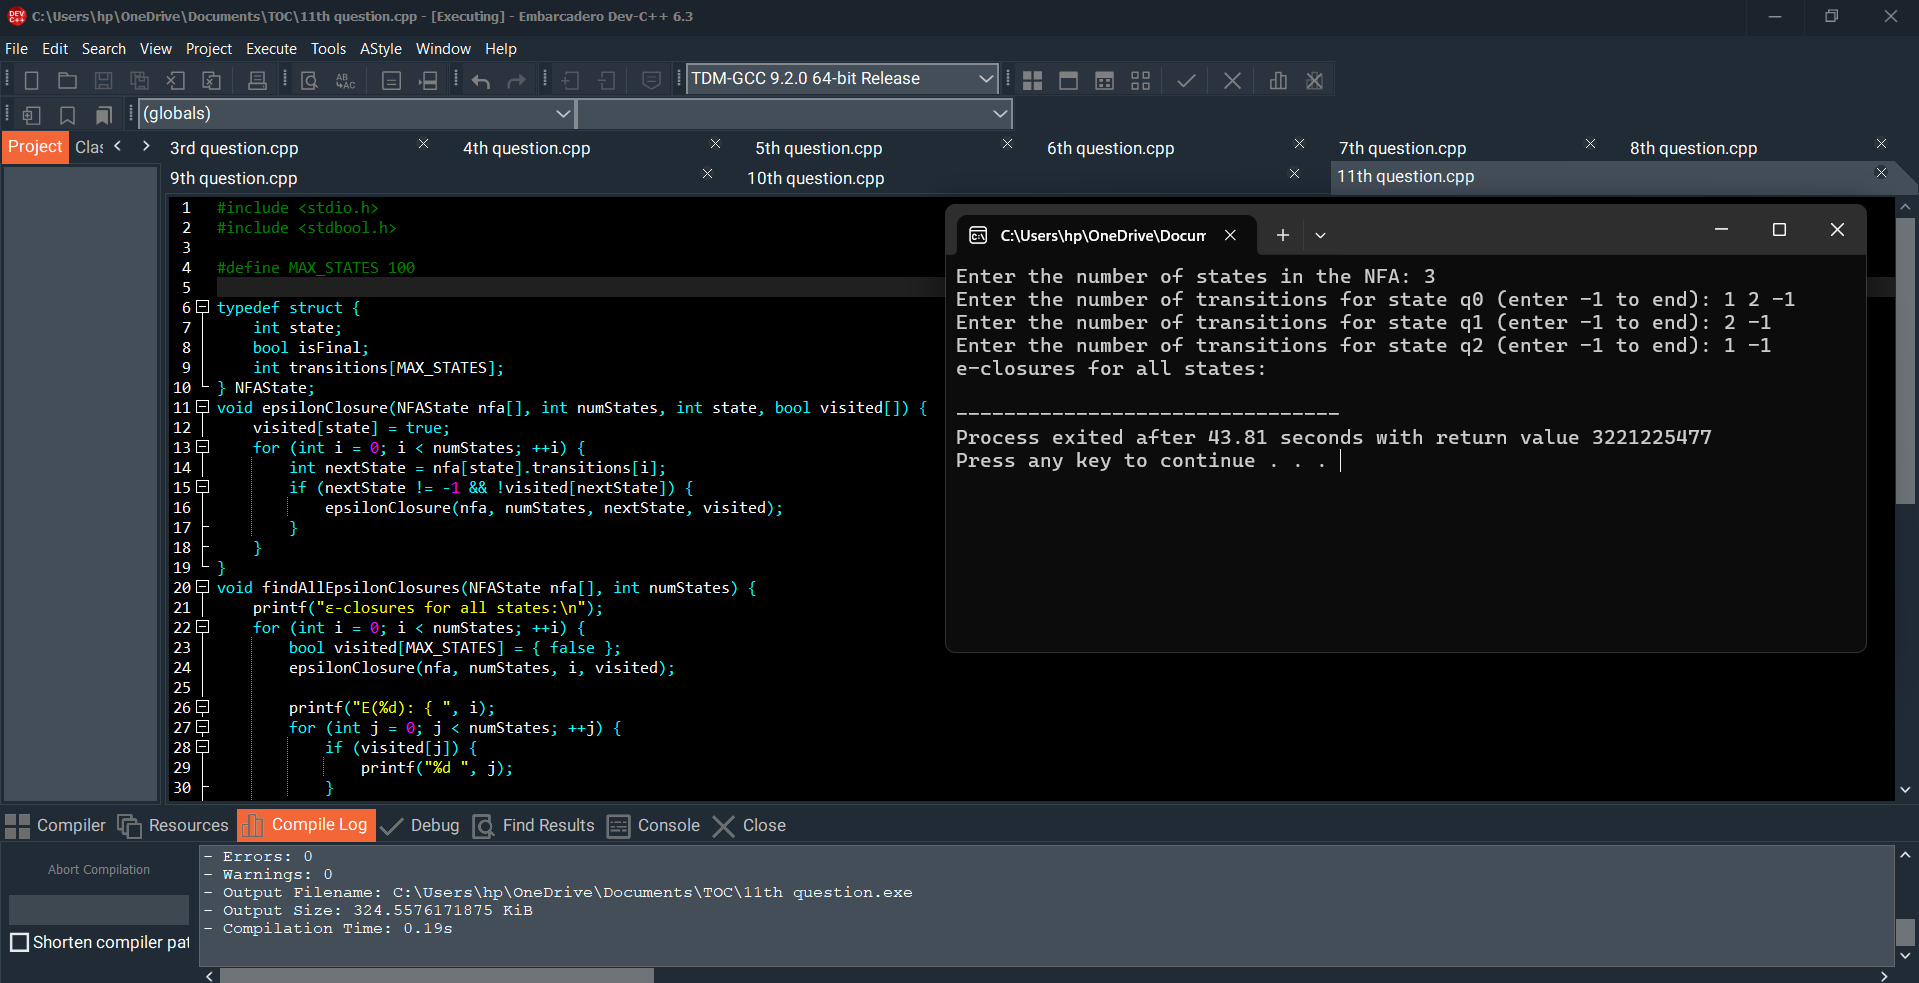 C:\Users\hp\OneDrive\Documents\TOC\11th question.cpp - [Executing] - Embarcadero Dev-C++ 6.3
File Edit Search View Project Execute Tools AStyle Window Help
TDM-GCC 9.2.0 64-bit Release
(globals)
Project
3rd question.cpp
4th question.cpp
5th question.cpp
6th question.cpp
7th question.cpp
8th question.cpp
9th question.cpp
10th question.cpp
11th question.cpp
1 #include <stdio.h>
2 #include <stdbool.h>
3
4 #define MAX_STATES 100
5
6 typedef struct {
7 int state;
8 bool isFinal;
9 int transitions[MAX_STATES];
10 } NFAState;
11 void epsilonClosure(NFAState nfa[], int numStates, int state, bool visited[]) {
12 visited[state] = true;
13 for (int i = 0; i < numStates; ++i) {
14 int nextState = nfa[state].transitions[i];
15 if (nextState != -1 && !visited[nextState]) {
16 epsilonClosure(nfa, numStates, nextState, visited);
17 }
18 }
19 }
20 void findAllEpsilonClosures(NFAState nfa[], int numStates) {
21 printf("ε-closures for all states:\n");
22 for (int i = 0; i < numStates; ++i) {
23 bool visited[MAX_STATES] = { false };
24 epsilonClosure(nfa, numStates, i, visited);
25
26 printf("E(%d): { ", i);
27 for (int j = 0; j < numStates; ++j) {
28 if (visited[j]) {
29 printf("%d ", j);
30 }
C:\Users\hp\OneDrive\Docum
Enter the number of states in the NFA: 3
Enter the number of transitions for state q0 (enter -1 to end): 1 2 -1
Enter the number of transitions for state q1 (enter -1 to end): 2 -1
Enter the number of transitions for state q2 (enter -1 to end): 1 -1
e-closures for all states:
--------------------------------
Process exited after 43.81 seconds with return value 3221225477
Press any key to continue . . .
Compiler Resources Compile Log Debug Find Results Console Close
Abort Compilation
Shorten compiler pat
- Errors: 0
- Warnings: 0
- Output Filename: C:\Users\hp\OneDrive\Documents\TOC\11th question.exe
- Output Size: 324.5576171875 KiB
- Compilation Time: 0.19s